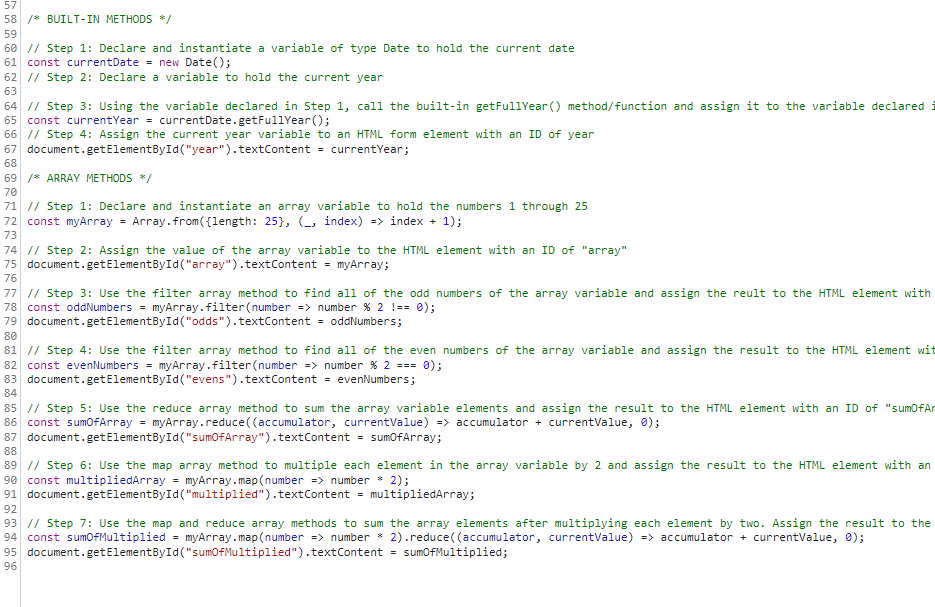 57
58 /* BUILT-IN METHODS */
59
60 // Step 1: Declare and instantiate a variable of type Date to hold the current date
61 const currentDate = new Date();
62 // Step 2: Declare a variable to hold the current year
63
64 // Step 3: Using the variable declared in Step 1, call the built-in getFullYear() method/function and assign it to the variable declared i
65 const currentYear = currentDate.getFullYear();
66 // Step 4: Assign the current year variable to an HTML form element with an ID of year
67 document.getElementById("year").textContent = currentYear;
68
69 /* ARRAY METHODS */
70
71 // Step 1: Declare and instantiate an array variable to hold the numbers 1 through 25
72 const myArray = Array.from({length: 25}, (_, index) => index + 1);
73
74 // Step 2: Assign the value of the array variable to the HTML element with an ID of "array"
75 document.getElementById("array").textContent = myArray;
76
77 // Step 3: Use the filter array method to find all of the odd numbers of the array variable and assign the reult to the HTML element with
78 const oddNumbers = myArray.filter(number => number % 2 !== 0);
79 document.getElementById("odds").textContent = oddNumbers;
80
81 // Step 4: Use the filter array method to find all of the even numbers of the array variable and assign the result to the HTML element wit
82 const evenNumbers = myArray.filter(number => number % 2 === 0);
83 document.getElementById("evens").textContent = evenNumbers;
84
85 // Step 5: Use the reduce array method to sum the array variable elements and assign the result to the HTML element with an ID of "sumOfAr
86 const sumOfArray = myArray.reduce((accumulator, currentValue) => accumulator + currentValue, 0);
87 document.getElementById("sumOfArray").textContent = sumOfArray;
88
89 // Step 6: Use the map array method to multiple each element in the array variable by 2 and assign the result to the HTML element with an
90 const multipliedArray = myArray.map(number => number * 2);
91 document.getElementById("multiplied").textContent = multipliedArray;
92
93 // Step 7: Use the map and reduce array methods to sum the array elements after multiplying each element by two. Assign the result to the
94 const sumOfMultiplied = myArray.map(number => number * 2).reduce((accumulator, currentValue) => accumulator + currentValue, 0);
95 document.getElementById("sumOfMultiplied").textContent = sumOfMultiplied;
96